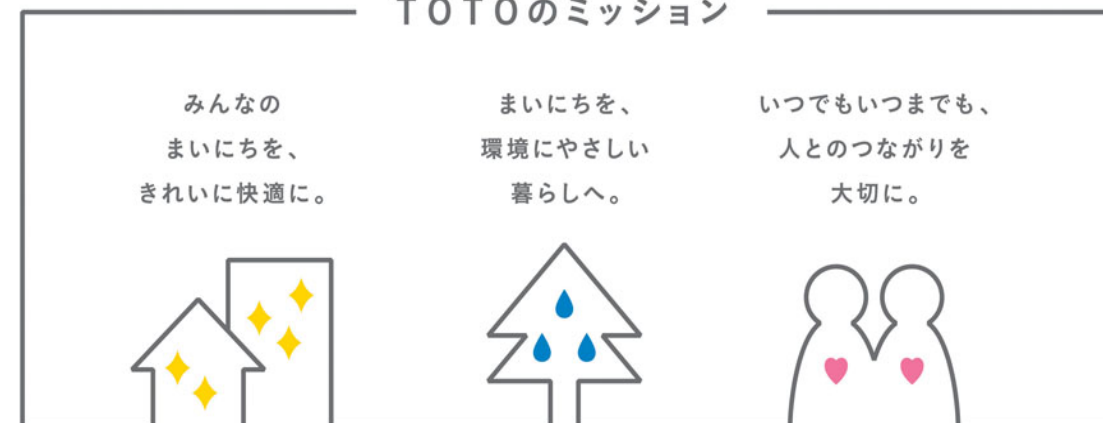 TOTOのミッション
みんなの
まいにちを、
きれいに快適に。
まいにちを、
環境にやさしい
暮らしへ。
いつでもいつまでも、
人とのつながりを
大切に。